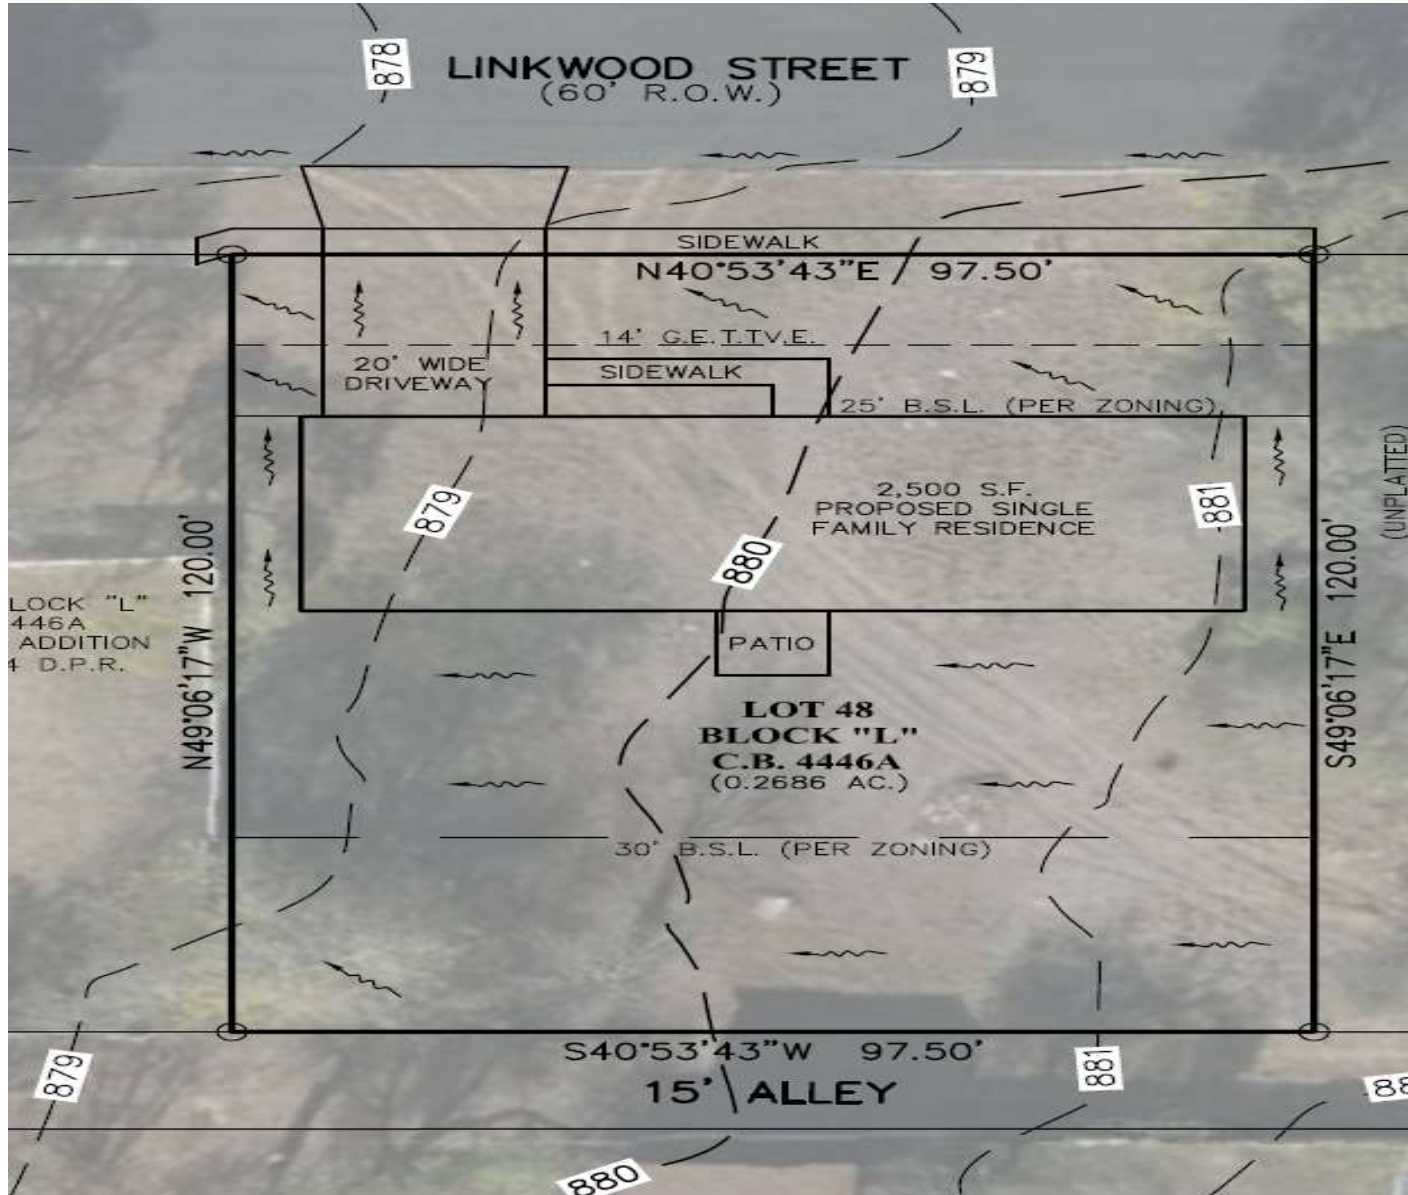 878
LINKWOOD STREET
(60' R.O.W.)
879
SIDEWALK
N40°53'43"E 97.50'
14' G.E.T.TV.E.
20' WIDE
DRIVEWAY
SIDEWALK
25' B.S.L. (PER ZONING)
(UNPLATTED)
879
2,500 S.F.
PROPOSED SINGLE
FAMILY RESIDENCE
881
880
N49°06'17"W 120.00'
S49°06'17"E 120.00'
LOCK "L"
446A
ADDITION
4 D.P.R.
PATIO
LOT 48
BLOCK "L"
C.B. 4446A
(0.2686 AC.)
30' B.S.L. (PER ZONING)
S40°53'43"W 97.50'
879
15' ALLEY
881
88
880